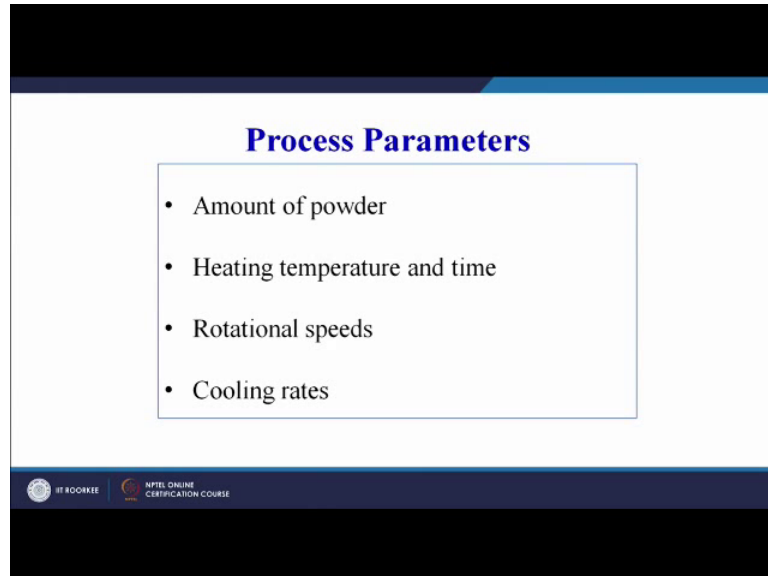 Process Parameters
• Amount of powder
• Heating temperature and time
• Rotational speeds
• Cooling rates
IIT ROORKEE
NPTEL ONLINE
CERTIFICATION COURSE